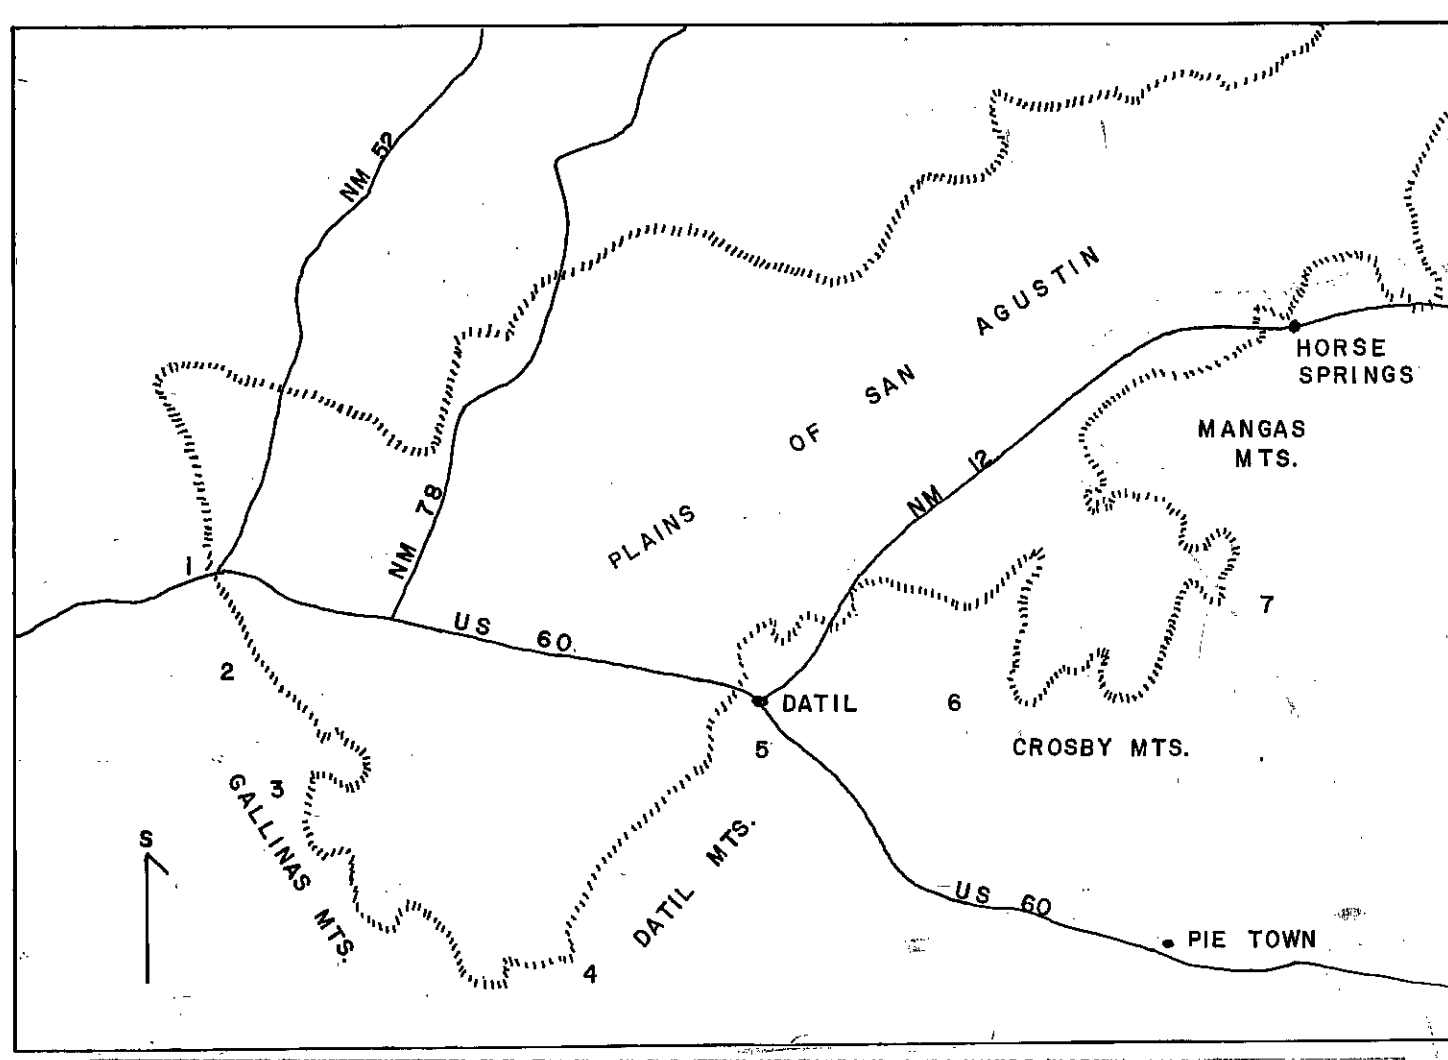 NM 52
AGUSTIN
SAN
OF
PLAINS
HORSE
SPRINGS
MANGAS
MTS.
NM 12
NM 78
1
US 60
7
2
DATIL
6
5
CROSBY MTS.
3
GALLINAS MTS.
S
DATIL MTS.
US 60
PIE TOWN
4